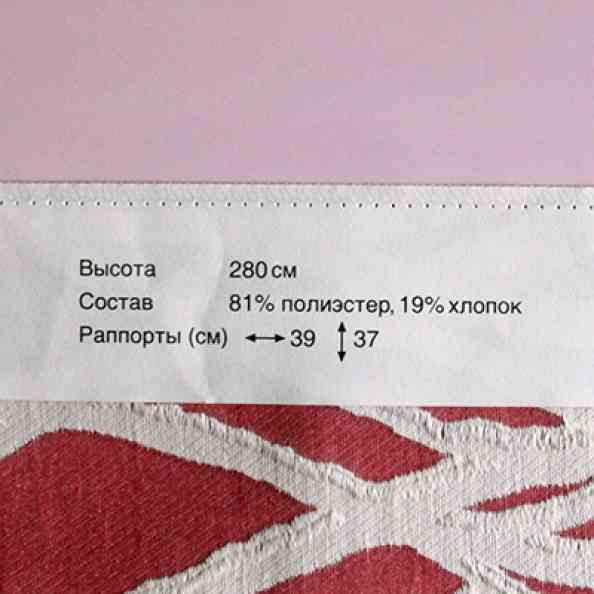 Высота 280 см
Состав 81% полиэстер, 19% хлопок
Раппорты (см) ↔ 39 ↕ 37